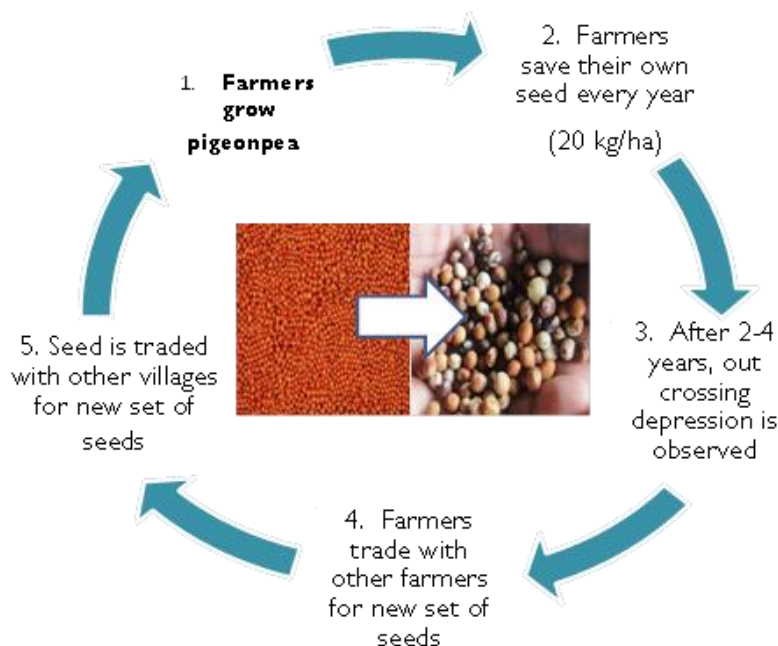 1. Farmers
grow
pigeonpea
2. Farmers
save their own
seed every year
(20 kg/ha)
3. After 2-4
years, out
crossing
depression is
observed
4. Farmers
trade with
other farmers
for new set of
seeds
5. Seed is traded
with other villages
for new set of
seeds